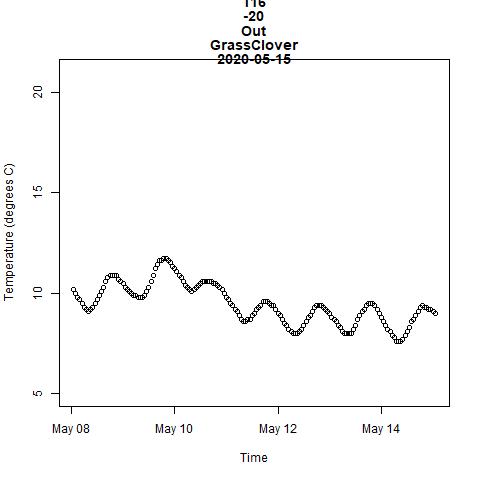 T16
-20
Out
GrassClover
2020-05-15
20
15
10
5
Temperature (degrees C)
May 08 May 10 May 12 May 14
Time